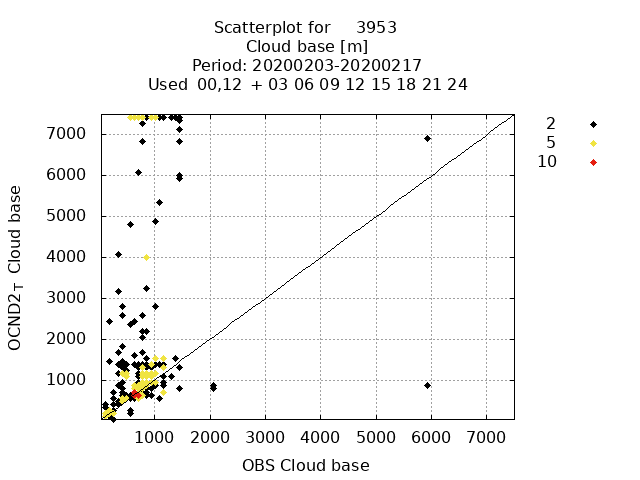 Scatterplot for 3953
Cloud base [m]
Period: 20200203-20200217
Used 00,12 + 03 06 09 12 15 18 21 24
2
5
10
7000
6000
5000
4000
3000
2000
1000
OCND2T Cloud base
1000 2000 3000 4000 5000 6000 7000
OBS Cloud base